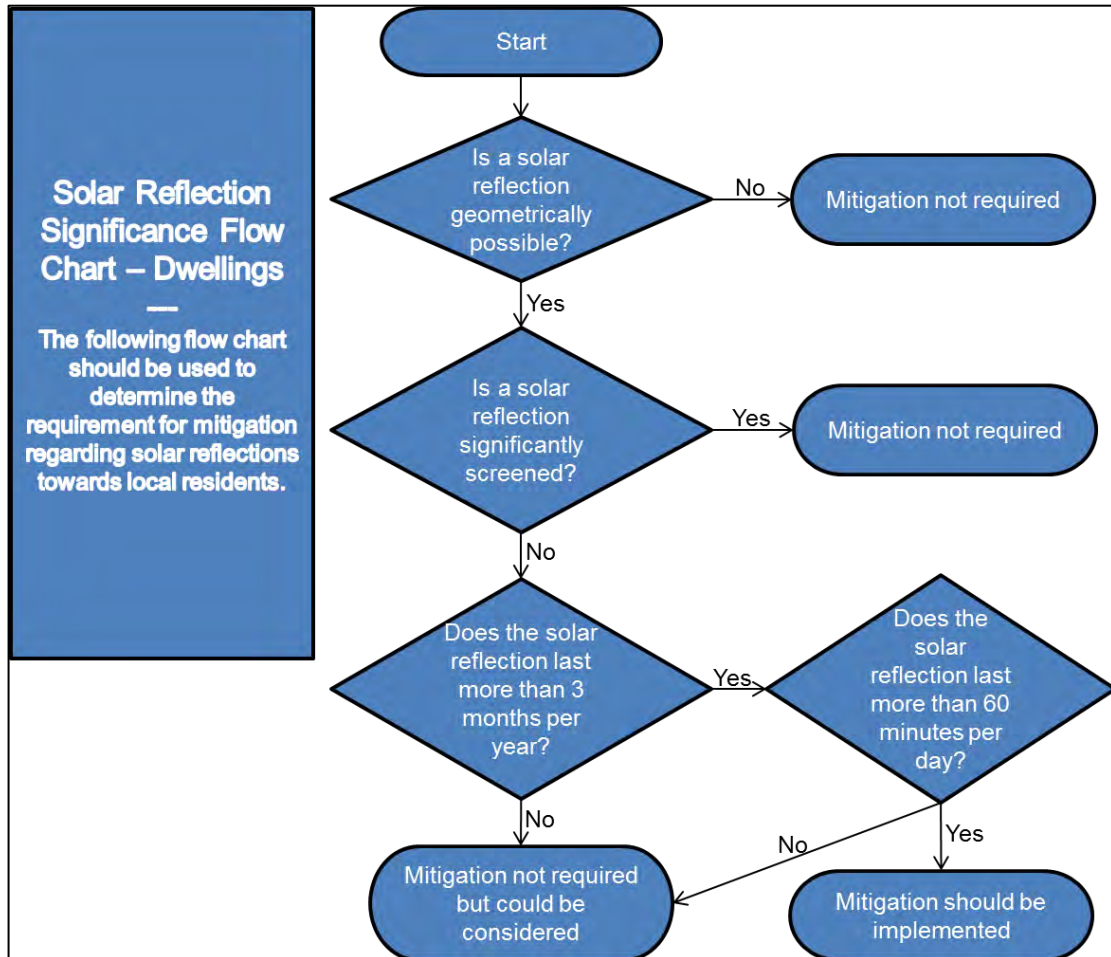 Solar Reflection
Significance Flow
Chart – Dwellings
—
The following flow chart
should be used to
determine the
requirement for mitigation
regarding solar reflections
towards local residents.
Start
Is a solar
reflection
geometrically
possible?
No
Mitigation not required
Yes
Is a solar
reflection
significantly
screened?
Yes
Mitigation not required
No
Does the solar
reflection last
more than 3
months per
year?
Yes
Does the
solar
reflection last
more than 60
minutes per
day?
No
No
Yes
Mitigation not required
but could be
considered
Mitigation should be
implemented